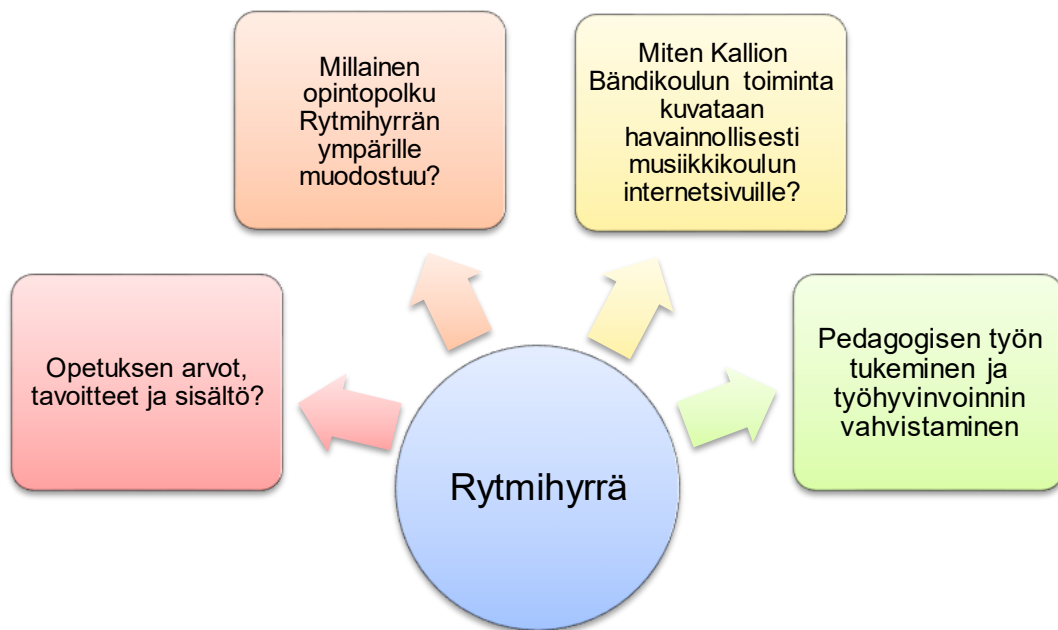 Millainen
opintopolku
Rytmihyrrän
ympärille
muodostuu?
Miten Kallion
Bändikoulun toiminta
kuvataan
havainnollisesti
musiikkikoulun
internetsivuille?
Opetuksen arvot,
tavoitteet ja sisältö?
Pedagogisen työn
tukeminen ja
työhyvinvoinnin
vahvistaminen
Rytmihyrrä